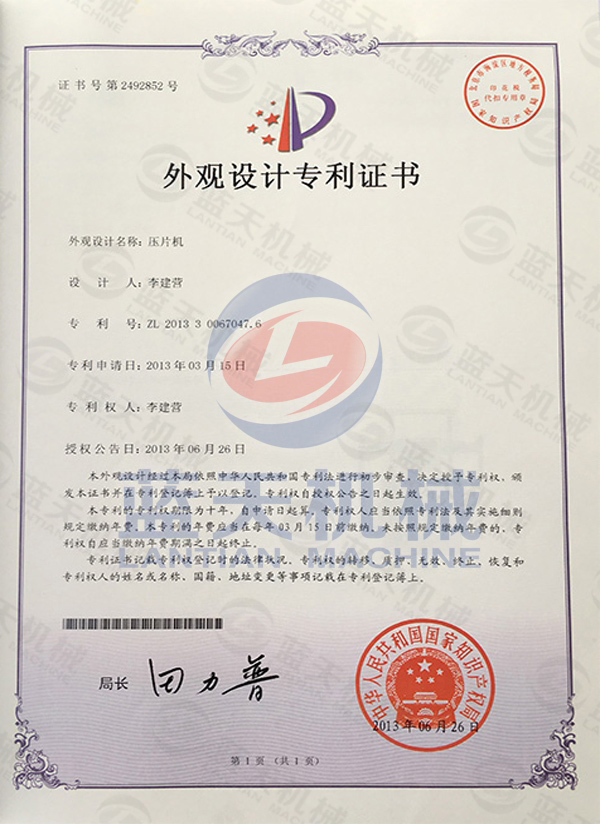 证书号第2492852号
印花税
代扣专用章
外观设计专利证书
外观设计名称：压片机
设计人：李建营
专利号：ZL 2013 3 0067047.6
专利申请日：2013年03月15日
专利权人：李建营
授权公告日：2013年06月26日
本外观设计经过本局依照中华人民共和国专利法进行初步审查，决定授予专利权，颁
发本证书并在专利登记簿上予以登记。专利权自授权公告之日起生效。
本专利的专利权期限为十年，自申请日起算。专利权人应当依照专利法及其实施细则
规定缴纳年费。本专利的年费应当在每年03月15日前缴纳。未按照规定缴纳年费的，专
利权自应当缴纳年费期满之日起终止。
专利证书记载专利权登记时的法律状况。专利权的转移、质押、无效、终止、恢复和
专利权人的姓名或名称、国籍、地址变更等事项记载在专利登记簿上。
蓝天机械
LANTIAN MACHINERY
局长
田力普
中华人民共和国国家知识产权局
2013年06月26日
第1页（共1页）